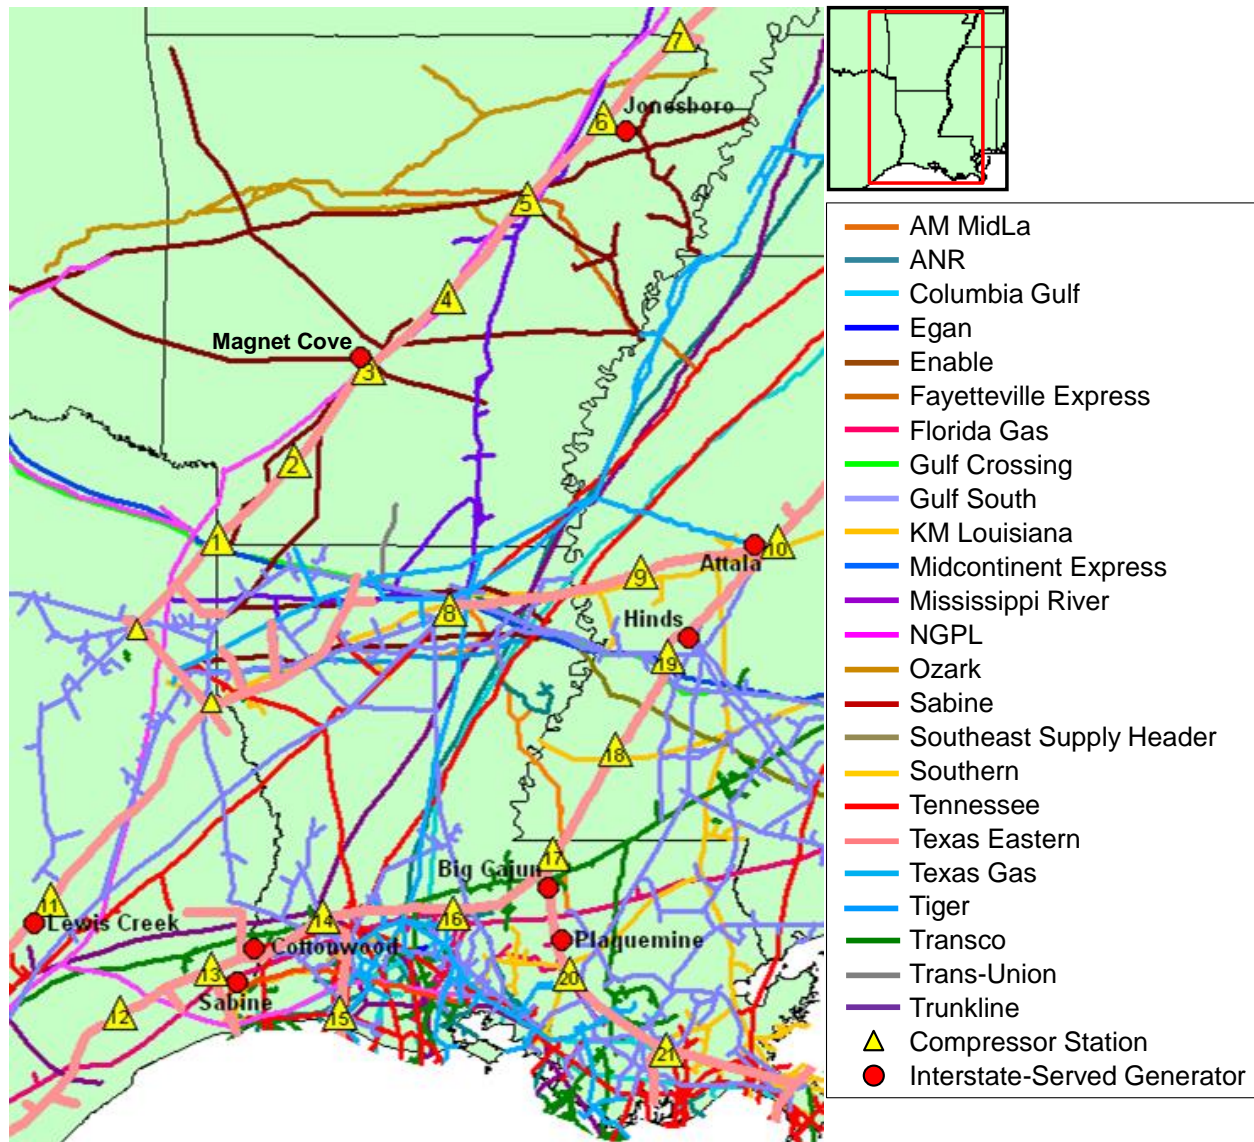 7
Jonesboro
6
5
4
Magnet Cove
3
2
1
Attala
10
9
8
Hinds
19
18
17
Big Cajun
11
Lewis Creek
14
16
Cottonwood
Plaquemine
13
Sabine
20
12
15
21
AM MidLa
ANR
Columbia Gulf
Egan
Enable
Fayetteville Express
Florida Gas
Gulf Crossing
Gulf South
KM Louisiana
Midcontinent Express
Mississippi River
NGPL
Ozark
Sabine
Southeast Supply Header
Southern
Tennessee
Texas Eastern
Texas Gas
Tiger
Transco
Trans-Union
Trunkline
Compressor Station
Interstate-Served Generator